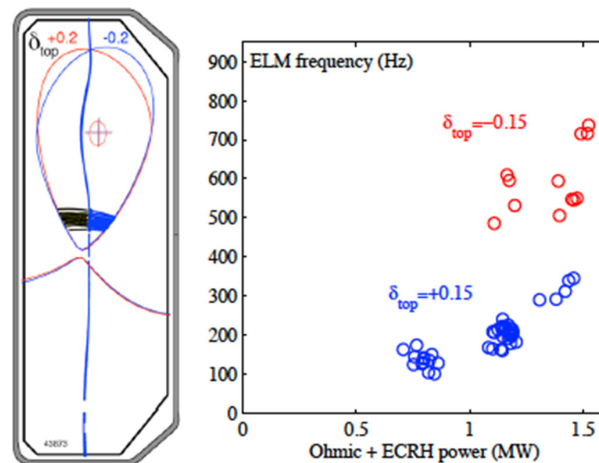 δtop +0.2 -0.2
43873
ELM frequency (Hz)
900
800
700
600
500
400
300
200
100
0
δtop=−0.15
δtop=+0.15
0 0.5 1 1.5
Ohmic + ECRH power (MW)